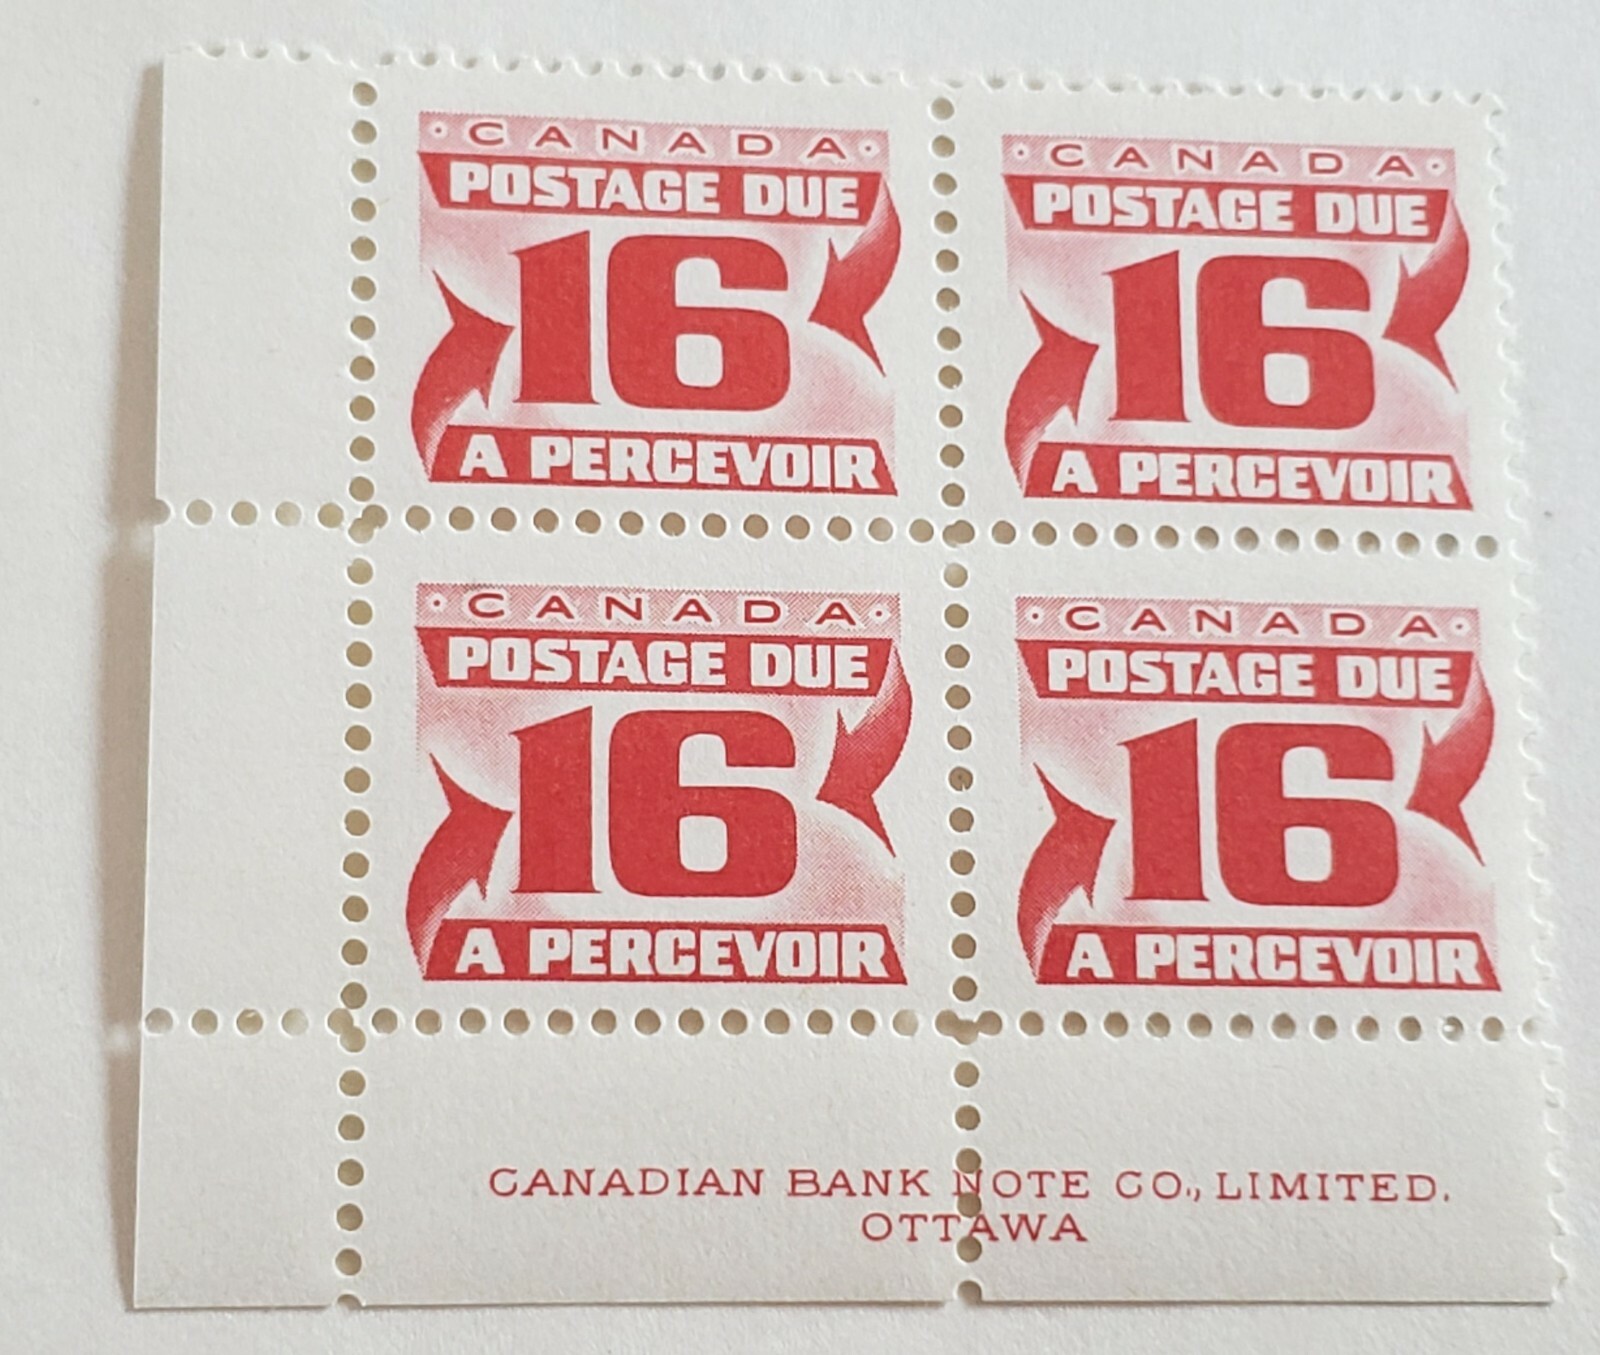 · CANADA ·
POSTAGE DUE
16
A PERCEVOIR
· CANADA ·
POSTAGE DUE
16
A PERCEVOIR
· CANADA ·
POSTAGE DUE
16
A PERCEVOIR
· CANADA ·
POSTAGE DUE
16
A PERCEVOIR
CANADIAN BANK NOTE CO., LIMITED.
OTTAWA